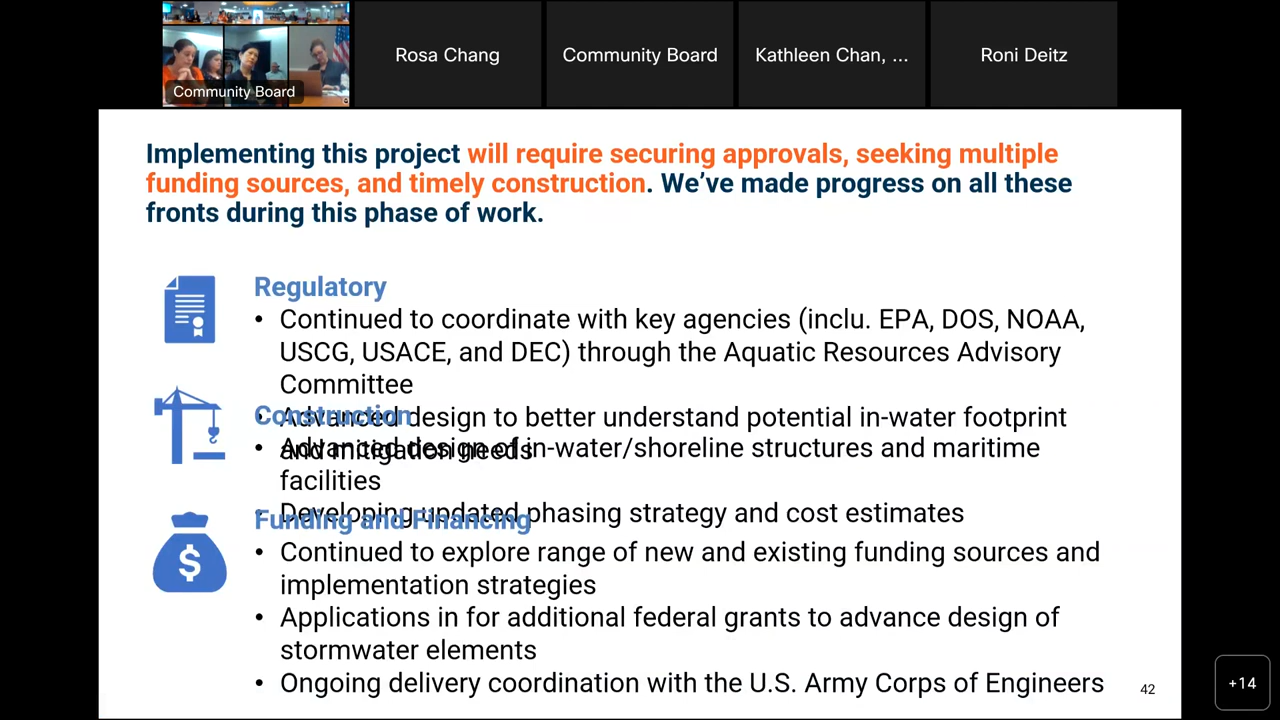 Rosa Chang
Community Board
Kathleen Chan, ...
Roni Deitz
Community Board
Implementing this project will require securing approvals, seeking multiple
funding sources, and timely construction. We've made progress on all these
fronts during this phase of work.
Regulatory
• Continued to coordinate with key agencies (inclu. EPA, DOS, NOAA,
USCG, USACE, and DEC) through the Aquatic Resources Advisory
Committee
• Advanced design to better understand potential in-water footprint
and mitigation needs
Construction
• Advanced design of in-water/shoreline structures and maritime
facilities
• Developing updated phasing strategy and cost estimates
Funding and Financing
• Continued to explore range of new and existing funding sources and
implementation strategies
• Applications in for additional federal grants to advance design of
stormwater elements
• Ongoing delivery coordination with the U.S. Army Corps of Engineers
$
42
+14